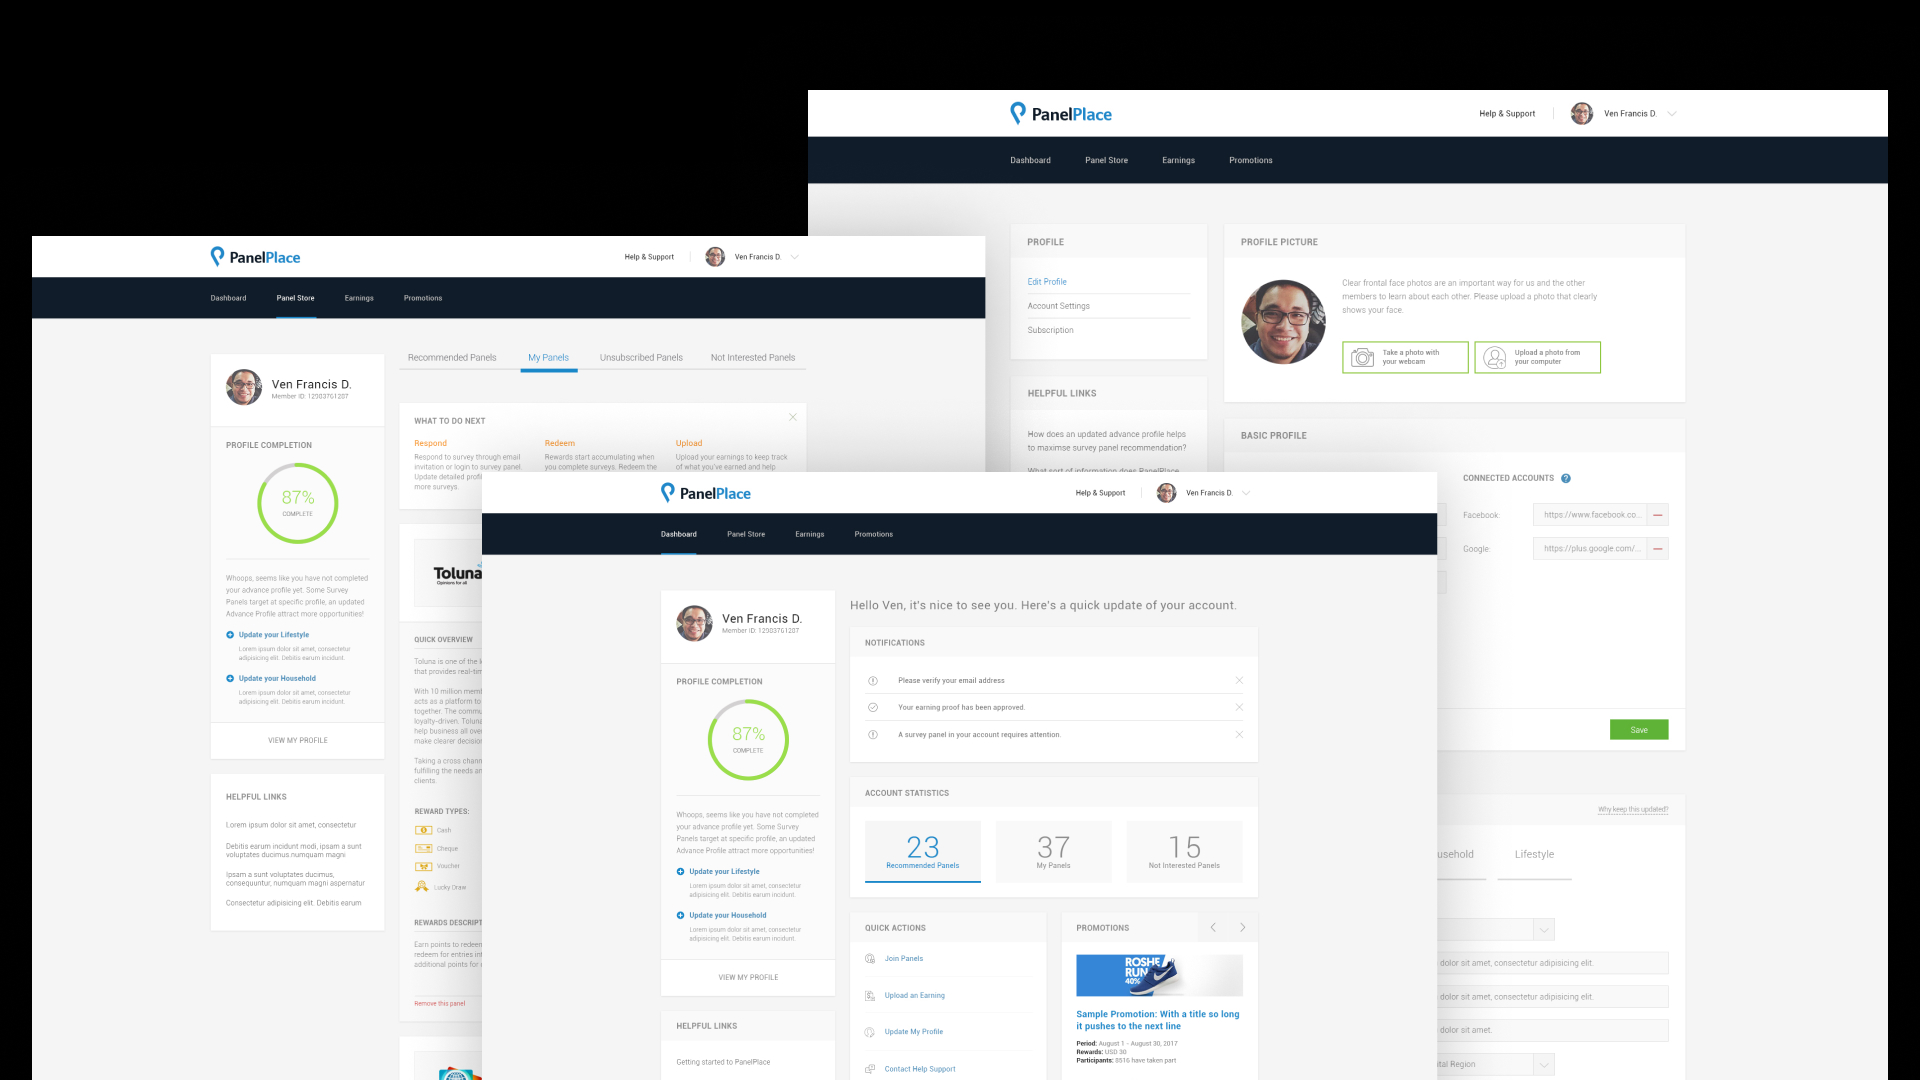 PanelPlace
Help & Support
Ven Francis D.
Dashboard
Panel Store
Earnings
Promotions
PROFILE
Edit Profile
Account Settings
Subscription
HELPFUL LINKS
How does an updated advance profile helps
to maximise survey panel recommendation?
What sort of information does PanelPlace
PROFILE PICTURE
Clear frontal face photos are an important way for us and the other
members to learn about each other. Please upload a photo that clearly
shows your face.
Take a photo with
your webcam
Upload a photo from
your computer
BASIC PROFILE
CONNECTED ACCOUNTS
Facebook:
https://www.facebook.co...
Google:
https://plus.google.com/...
Save
Why keep this updated?
usehold
Lifestyle
dolor sit amet, consectetur adipisicing elit.
dolor sit amet, consectetur adipisicing elit.
dolor sit amet.
ital Region
PanelPlace
Help & Support
Ven Francis D.
Dashboard
Panel Store
Earnings
Promotions
Ven Francis D.
Member ID: 12903761207
PROFILE COMPLETION
87%
COMPLETE
Whoops, seems like you have not completed
your advance profile yet. Some Survey
Panels target at specific profile, an updated
Advance Profile attract more opportunities!
Update your Lifestyle
Lorem ipsum dolor sit amet, consectetur
adipisicing elit. Debitis earum incidunt.
Update your Household
Lorem ipsum dolor sit amet, consectetur
adipisicing elit. Debitis earum incidunt.
VIEW MY PROFILE
HELPFUL LINKS
Lorem ipsum dolor sit amet, consectetur
Debitis earum incidunt modi, ipsam a sunt
voluptates ducimus numquam magni
Ipsam a sunt voluptates ducimus,
consequuntur, numquam magni aspernatur
Consectetur adipisicing elit. Debitis earum
Recommended Panels
My Panels
Unsubscribed Panels
Not Interested Panels
WHAT TO DO NEXT
Respond
Respond to survey through email
invitation or login to survey panel.
Update detailed profi
more surveys.
Redeem
Rewards start accumulating when
you complete surveys. Redeem the
Upload
Upload your earnings to keep track
of what you've earned and help
Toluna
Opinions for all
QUICK OVERVIEW
Toluna is one of the
that provides real-tim
With 10 million memb
acts as a platform to
together. The commu
loyalty-driven. Toluna
help business all over
make clearer decisio
Taking a cross chann
fulfilling the needs an
clients.
REWARD TYPES:
Cash
Cheque
Voucher
Lucky Draw
REWARDS DESCRIPT
Earn points to redeem
redeem for entries int
additional points for
Remove this panel
PanelPlace
Help & Support
Ven Francis D.
Dashboard
Panel Store
Earnings
Promotions
Ven Francis D.
Member ID: 12903761207
PROFILE COMPLETION
87%
COMPLETE
Whoops, seems like you have not completed
your advance profile yet. Some Survey
Panels target at specific profile, an updated
Advance Profile attract more opportunities!
Update your Lifestyle
Lorem ipsum dolor sit amet, consectetur
adipisicing elit. Debitis earum incidunt.
Update your Household
Lorem ipsum dolor sit amet, consectetur
adipisicing elit. Debitis earum incidunt.
VIEW MY PROFILE
HELPFUL LINKS
Getting started to PanelPlace
Hello Ven, it's nice to see you. Here's a quick update of your account.
NOTIFICATIONS
Please verify your email address
Your earning proof has been approved.
A survey panel in your account requires attention.
ACCOUNT STATISTICS
23
Recommended Panels
37
My Panels
15
Not Interested Panels
QUICK ACTIONS
Join Panels
Upload an Earning
Update My Profile
Contact Help Support
PROMOTIONS
ROSHE
RUN
40%
Sample Promotion: With a title so long
it pushes to the next line
Period: August 1 - August 30, 2017
Rewards: USD 30
Participants: 8516 have taken part